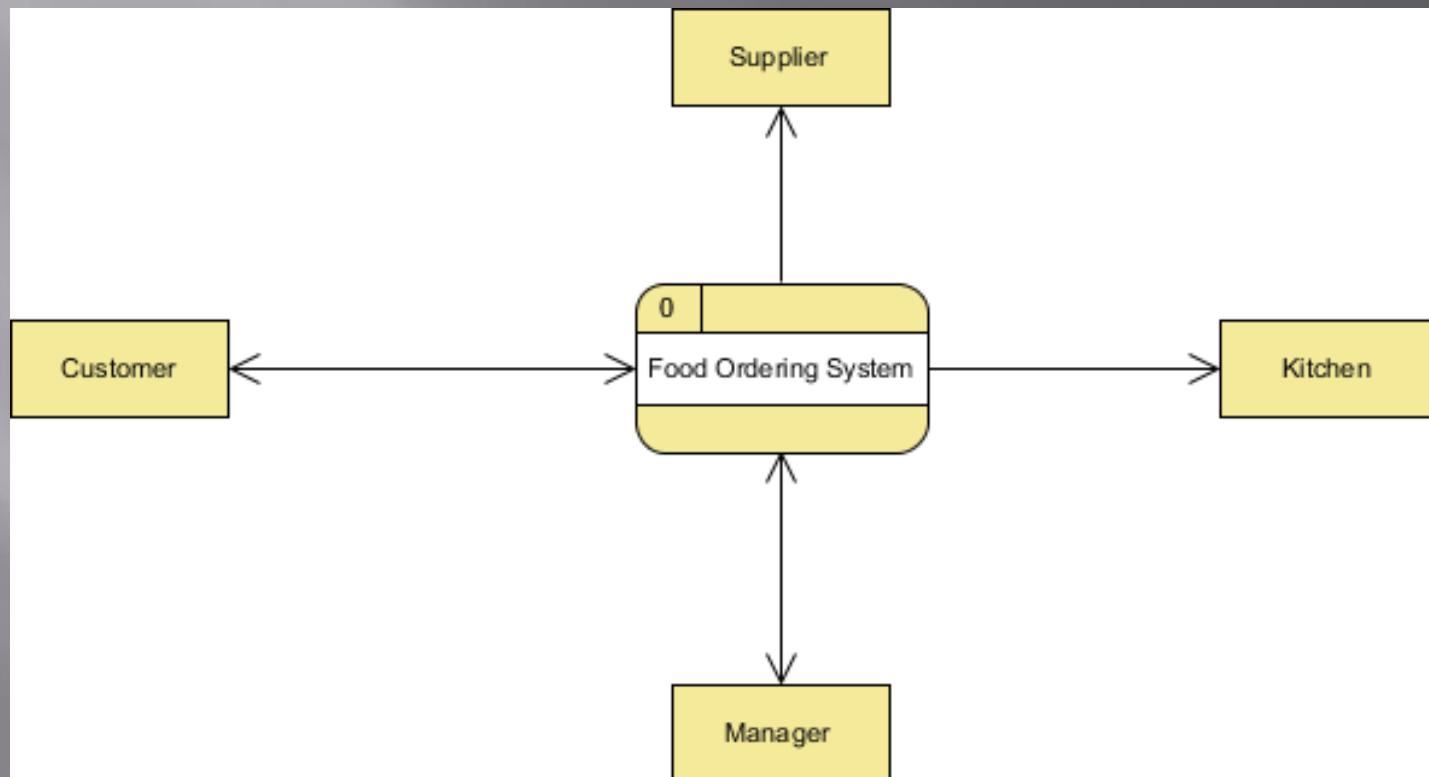 Supplier
0
Customer
Food Ordering System
Kitchen
Manager